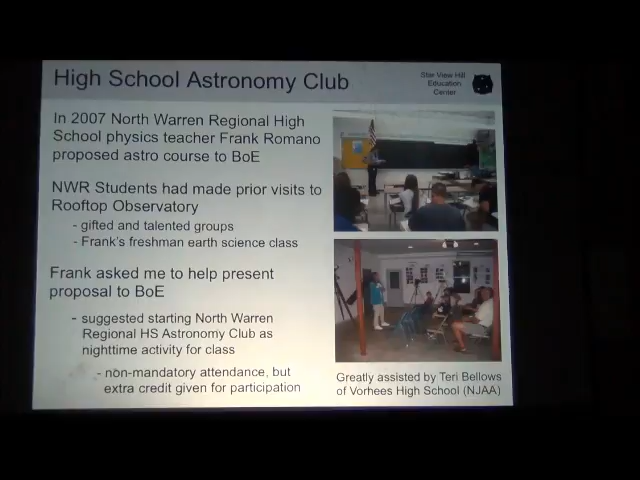 High School Astronomy Club
Star View Hill
Education
Center
In 2007 North Warren Regional High
School physics teacher Frank Romano
proposed astro course to BoE
NWR Students had made prior visits to
Rooftop Observatory
- gifted and talented groups
- Frank's freshman earth science class
Frank asked me to help present
proposal to BoE
- suggested starting North Warren
Regional HS Astronomy Club as
nighttime activity for class
- non-mandatory attendance, but
extra credit given for participation
Greatly assisted by Teri Bellows
of Vorhees High School (NJAA)